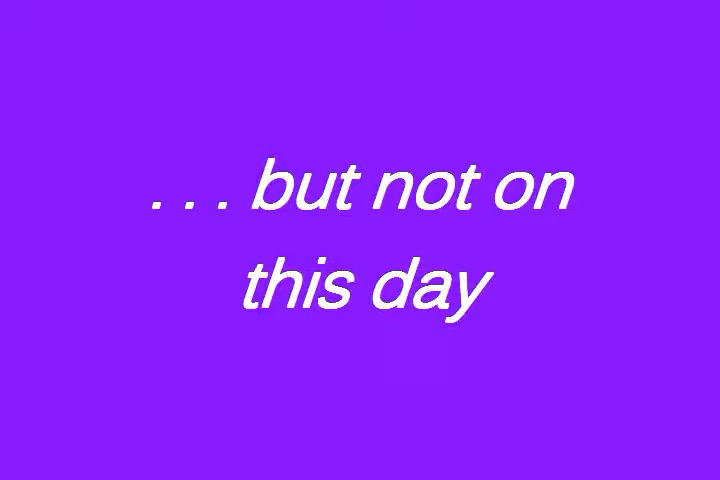 . . . but not on
this day